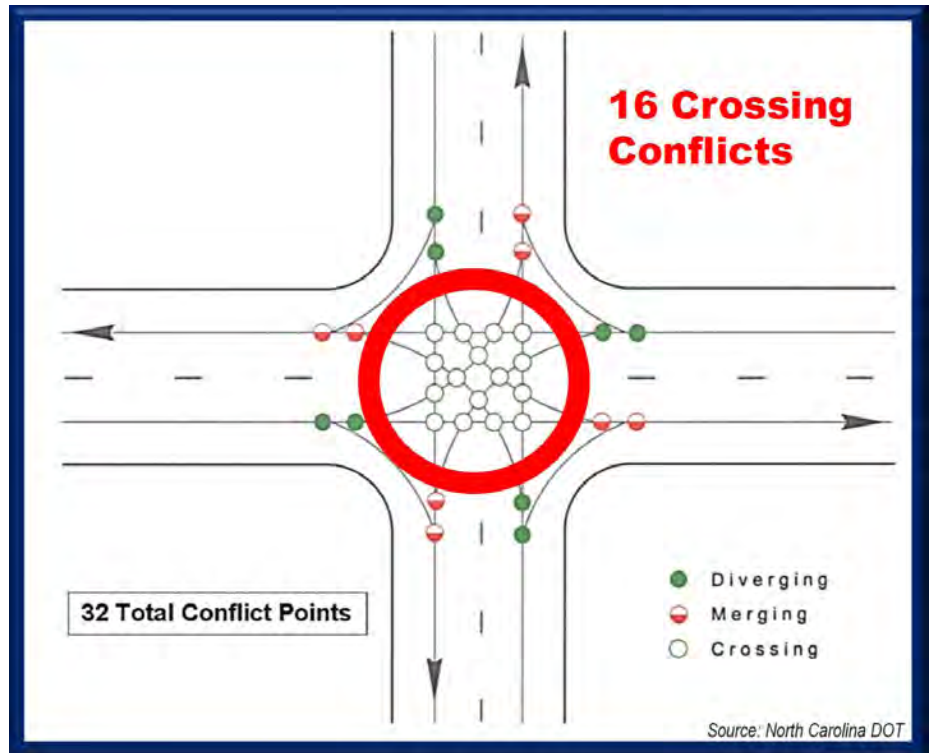 16 Crossing
Conflicts
32 Total Conflict Points
Diverging
Merging
Crossing
Source: North Carolina DOT